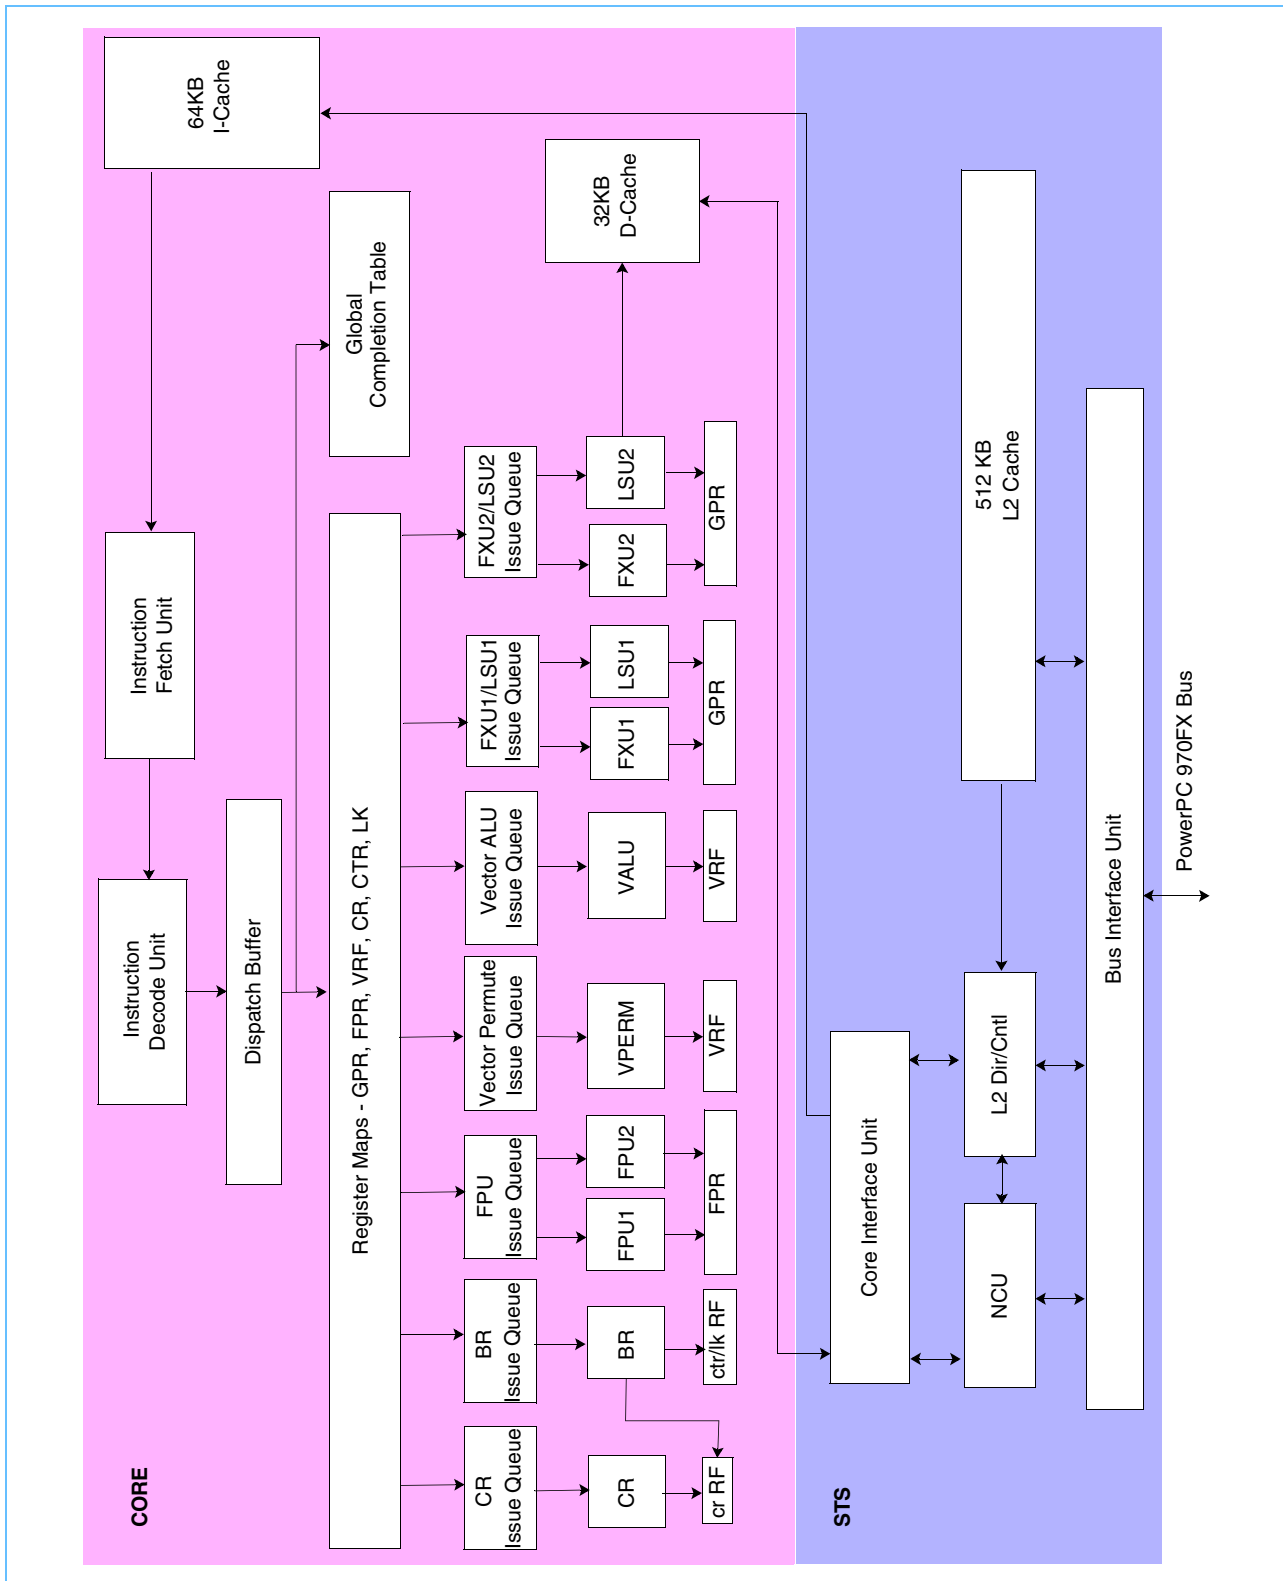 CORE
64KB
I-Cache
Instruction
Fetch Unit
Instruction
Decode Unit
Dispatch Buffer
Global
Completion Table
Register Maps - GPR, FPR, VRF, CR, CTR, LK
CR
Issue Queue
BR
Issue Queue
FPU
Issue Queue
Vector Permute
Issue Queue
Vector ALU
Issue Queue
FXU1/LSU1
Issue Queue
FXU2/LSU2
Issue Queue
32KB
D-Cache
CR
BR
FPU1
FPU2
VPERM
VALU
FXU1
LSU1
FXU2
LSU2
cr RF
ctr/lk RF
FPR
VRF
VRF
GPR
GPR
STS
Core Interface Unit
NCU
L2 Dir/Cntl
512 KB
L2 Cache
Bus Interface Unit
PowerPC 970FX Bus